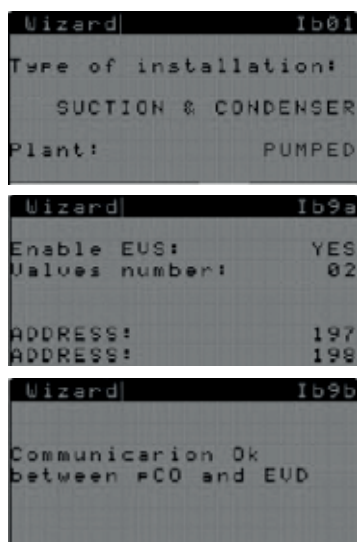 Wizard Ib01
Type of installation:
SUCTION & CONDENSER
Plant: PUMPED
Wizard Ib9a
Enable EVS: YES
Valves number: 02
ADDRESS: 197
ADDRESS: 198
Wizard Ib9b
Communicarion Ok
between pCO and EVD